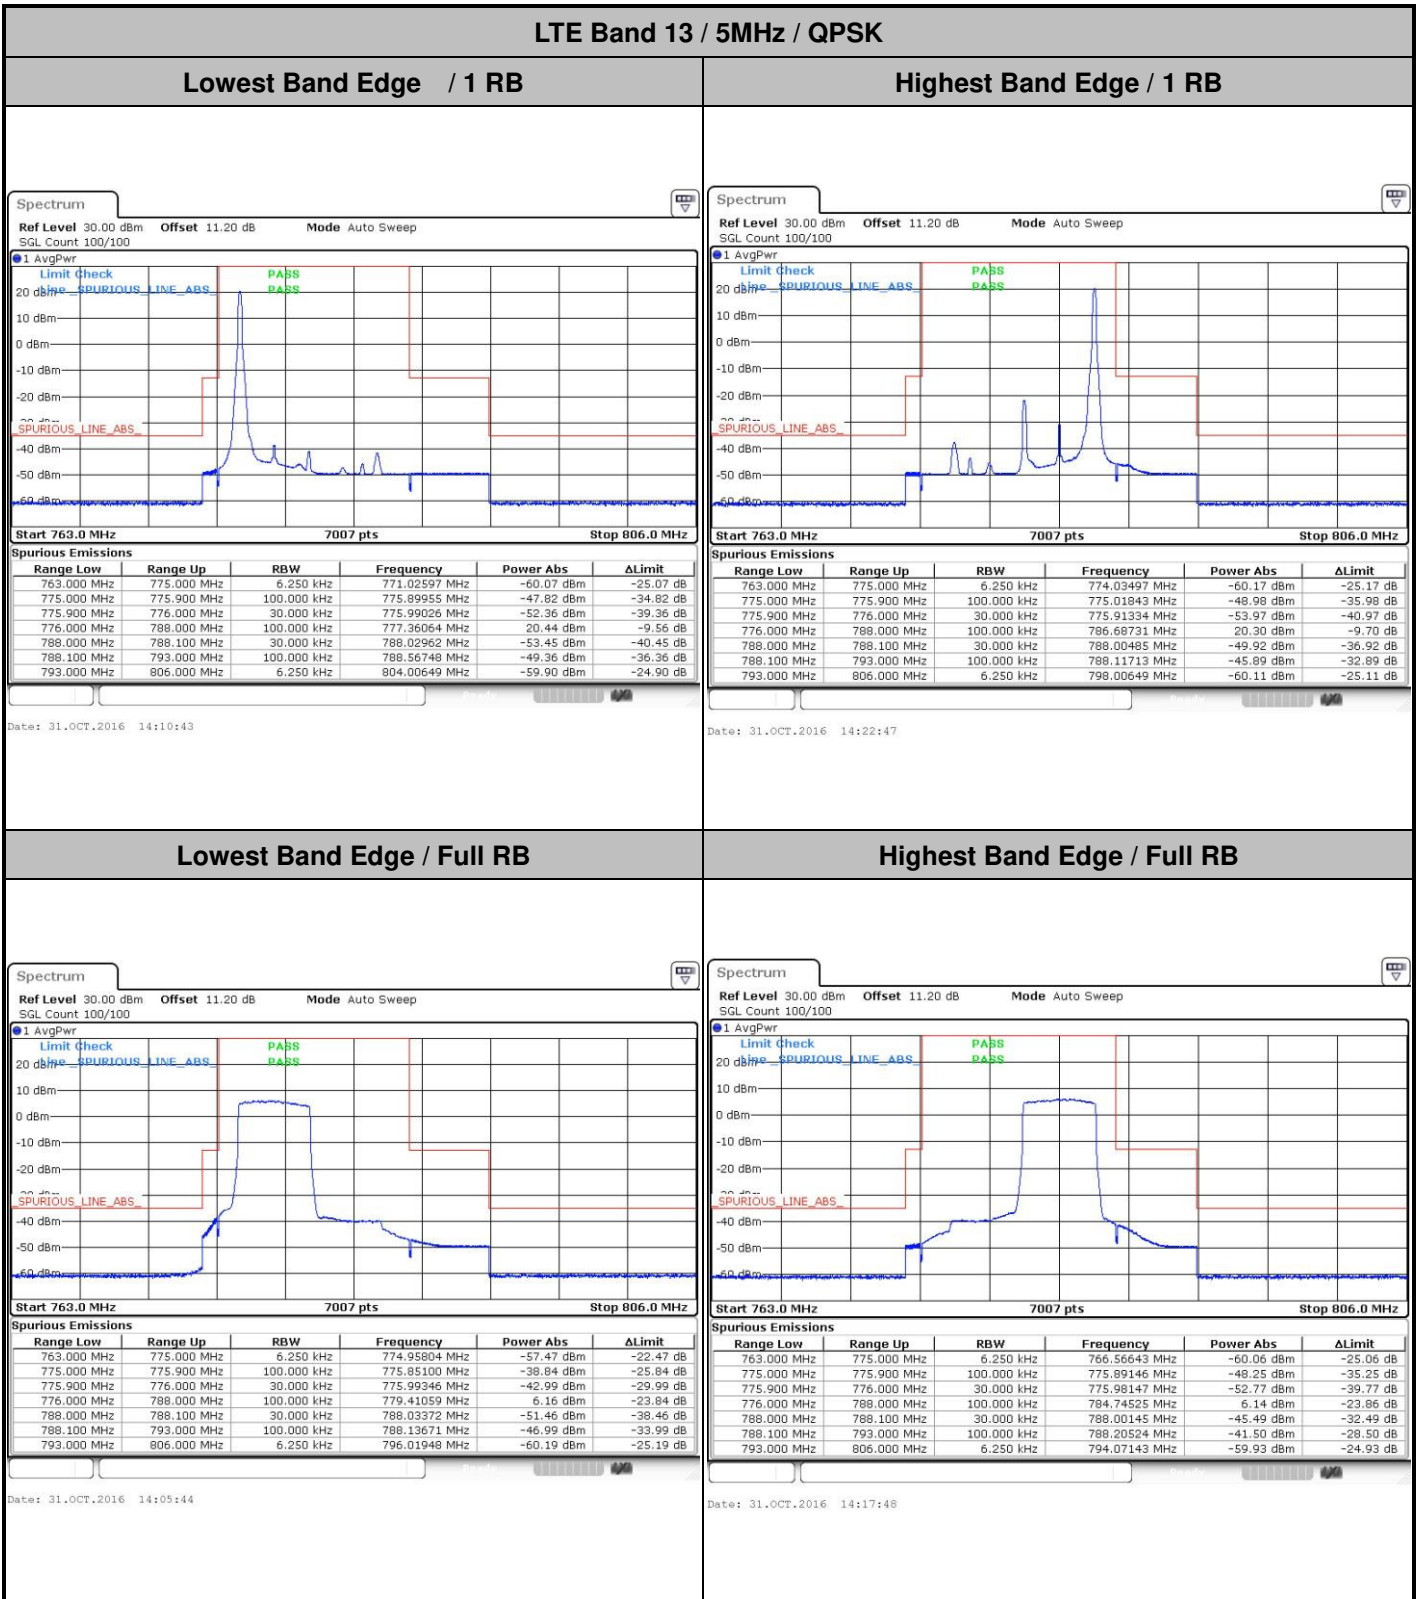 LTE Band 13 / 5MHz / QPSK
Lowest Band Edge / 1 RB
Highest Band Edge / 1 RB
Spectrum
Ref Level 30.00 dBm Offset 11.20 dB Mode Auto Sweep
SGL Count 100/100
1 AvgPwr
Limit Check PASS
Line _SPURIOUS_LINE_ABS_ PASS
20 dBm
10 dBm
0 dBm
-10 dBm
-20 dBm
-30 dBm
_SPURIOUS_LINE_ABS_
-40 dBm
-50 dBm
-60 dBm
Start 763.0 MHz 7007 pts Stop 806.0 MHz
Spurious Emissions
Range Low Range Up RBW Frequency Power Abs ΔLimit
763.000 MHz 775.000 MHz 6.250 kHz 771.02597 MHz -60.07 dBm -25.07 dB
775.000 MHz 775.900 MHz 100.000 kHz 775.89955 MHz -47.82 dBm -34.82 dB
775.900 MHz 776.000 MHz 30.000 kHz 775.99026 MHz -52.36 dBm -39.36 dB
776.000 MHz 788.000 MHz 100.000 kHz 777.36064 MHz 20.44 dBm -9.56 dB
788.000 MHz 788.100 MHz 30.000 kHz 788.02962 MHz -53.45 dBm -40.45 dB
788.100 MHz 793.000 MHz 100.000 kHz 788.56748 MHz -49.36 dBm -36.36 dB
793.000 MHz 806.000 MHz 6.250 kHz 804.00649 MHz -59.90 dBm -24.90 dB
Ready
Date: 31.OCT.2016 14:10:43
Spectrum
Ref Level 30.00 dBm Offset 11.20 dB Mode Auto Sweep
SGL Count 100/100
1 AvgPwr
Limit Check PASS
Line _SPURIOUS_LINE_ABS_ PASS
20 dBm
10 dBm
0 dBm
-10 dBm
-20 dBm
-30 dBm
_SPURIOUS_LINE_ABS_
-40 dBm
-50 dBm
-60 dBm
Start 763.0 MHz 7007 pts Stop 806.0 MHz
Spurious Emissions
Range Low Range Up RBW Frequency Power Abs ΔLimit
763.000 MHz 775.000 MHz 6.250 kHz 774.03497 MHz -60.17 dBm -25.17 dB
775.000 MHz 775.900 MHz 100.000 kHz 775.01843 MHz -48.98 dBm -35.98 dB
775.900 MHz 776.000 MHz 30.000 kHz 775.91334 MHz -53.97 dBm -40.97 dB
776.000 MHz 788.000 MHz 100.000 kHz 786.68731 MHz 20.30 dBm -9.70 dB
788.000 MHz 788.100 MHz 30.000 kHz 788.00485 MHz -49.92 dBm -36.92 dB
788.100 MHz 793.000 MHz 100.000 kHz 788.11713 MHz -45.89 dBm -32.89 dB
793.000 MHz 806.000 MHz 6.250 kHz 798.00649 MHz -60.11 dBm -25.11 dB
Ready
Date: 31.OCT.2016 14:22:47
Lowest Band Edge / Full RB
Highest Band Edge / Full RB
Spectrum
Ref Level 30.00 dBm Offset 11.20 dB Mode Auto Sweep
SGL Count 100/100
1 AvgPwr
Limit Check PASS
Line _SPURIOUS_LINE_ABS_ PASS
20 dBm
10 dBm
0 dBm
-10 dBm
-20 dBm
-30 dBm
_SPURIOUS_LINE_ABS_
-40 dBm
-50 dBm
-60 dBm
Start 763.0 MHz 7007 pts Stop 806.0 MHz
Spurious Emissions
Range Low Range Up RBW Frequency Power Abs ΔLimit
763.000 MHz 775.000 MHz 6.250 kHz 774.95804 MHz -57.47 dBm -22.47 dB
775.000 MHz 775.900 MHz 100.000 kHz 775.85100 MHz -38.84 dBm -25.84 dB
775.900 MHz 776.000 MHz 30.000 kHz 775.99346 MHz -42.99 dBm -29.99 dB
776.000 MHz 788.000 MHz 100.000 kHz 779.41059 MHz 6.16 dBm -23.84 dB
788.000 MHz 788.100 MHz 30.000 kHz 788.03372 MHz -51.46 dBm -38.46 dB
788.100 MHz 793.000 MHz 100.000 kHz 788.13671 MHz -46.99 dBm -33.99 dB
793.000 MHz 806.000 MHz 6.250 kHz 796.01948 MHz -60.19 dBm -25.19 dB
Ready
Date: 31.OCT.2016 14:05:44
Spectrum
Ref Level 30.00 dBm Offset 11.20 dB Mode Auto Sweep
SGL Count 100/100
1 AvgPwr
Limit Check PASS
Line _SPURIOUS_LINE_ABS_ PASS
20 dBm
10 dBm
0 dBm
-10 dBm
-20 dBm
-30 dBm
_SPURIOUS_LINE_ABS_
-40 dBm
-50 dBm
-60 dBm
Start 763.0 MHz 7007 pts Stop 806.0 MHz
Spurious Emissions
Range Low Range Up RBW Frequency Power Abs ΔLimit
763.000 MHz 775.000 MHz 6.250 kHz 766.56643 MHz -60.06 dBm -25.06 dB
775.000 MHz 775.900 MHz 100.000 kHz 775.89146 MHz -48.25 dBm -35.25 dB
775.900 MHz 776.000 MHz 30.000 kHz 775.98147 MHz -52.77 dBm -39.77 dB
776.000 MHz 788.000 MHz 100.000 kHz 784.74525 MHz 6.14 dBm -23.86 dB
788.000 MHz 788.100 MHz 30.000 kHz 788.00145 MHz -45.49 dBm -32.49 dB
788.100 MHz 793.000 MHz 100.000 kHz 788.20524 MHz -41.50 dBm -28.50 dB
793.000 MHz 806.000 MHz 6.250 kHz 794.07143 MHz -59.93 dBm -24.93 dB
Ready
Date: 31.OCT.2016 14:17:48